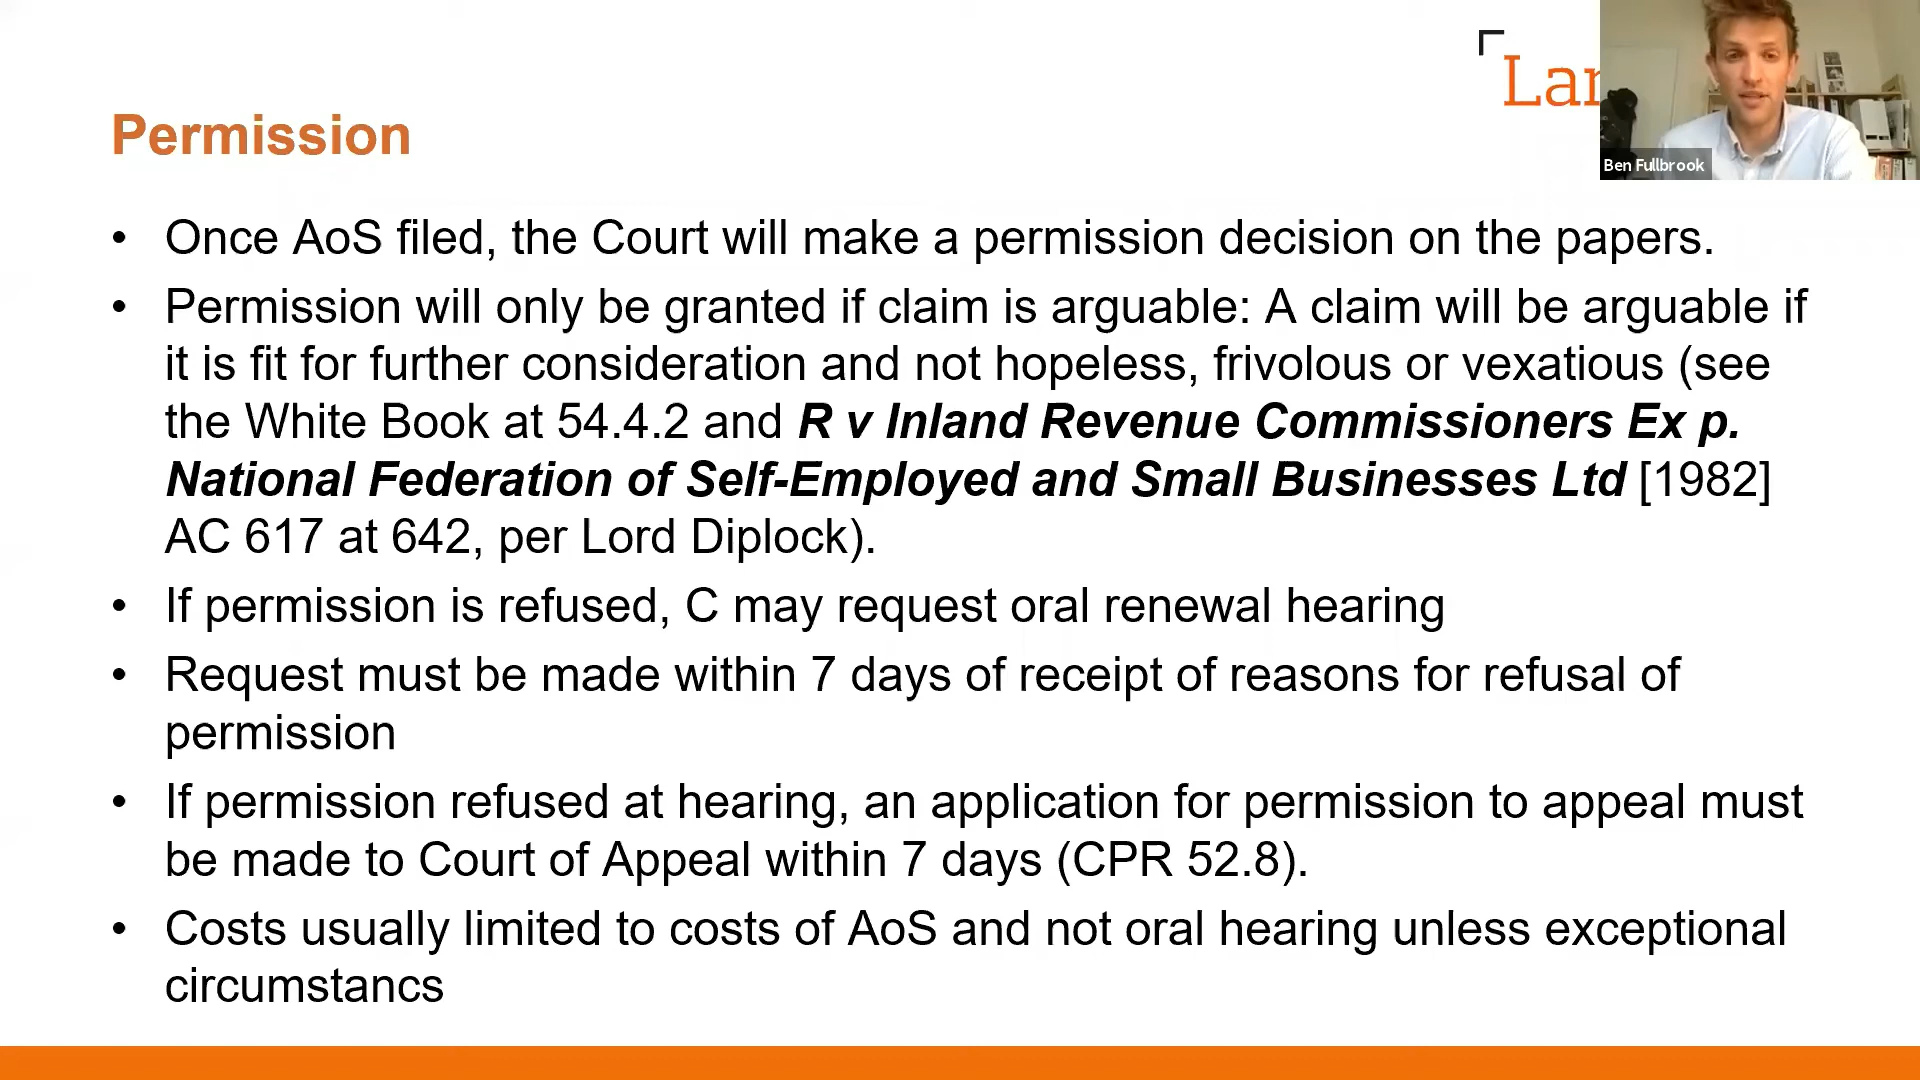 Lar
Ben Fullbrook
Permission
• Once AoS filed, the Court will make a permission decision on the papers.
• Permission will only be granted if claim is arguable: A claim will be arguable if
it is fit for further consideration and not hopeless, frivolous or vexatious (see
the White Book at 54.4.2 and R v Inland Revenue Commissioners Ex p.
National Federation of Self-Employed and Small Businesses Ltd [1982]
AC 617 at 642, per Lord Diplock).
• If permission is refused, C may request oral renewal hearing
• Request must be made within 7 days of receipt of reasons for refusal of
permission
• If permission refused at hearing, an application for permission to appeal must
be made to Court of Appeal within 7 days (CPR 52.8).
• Costs usually limited to costs of AoS and not oral hearing unless exceptional
circumstancs